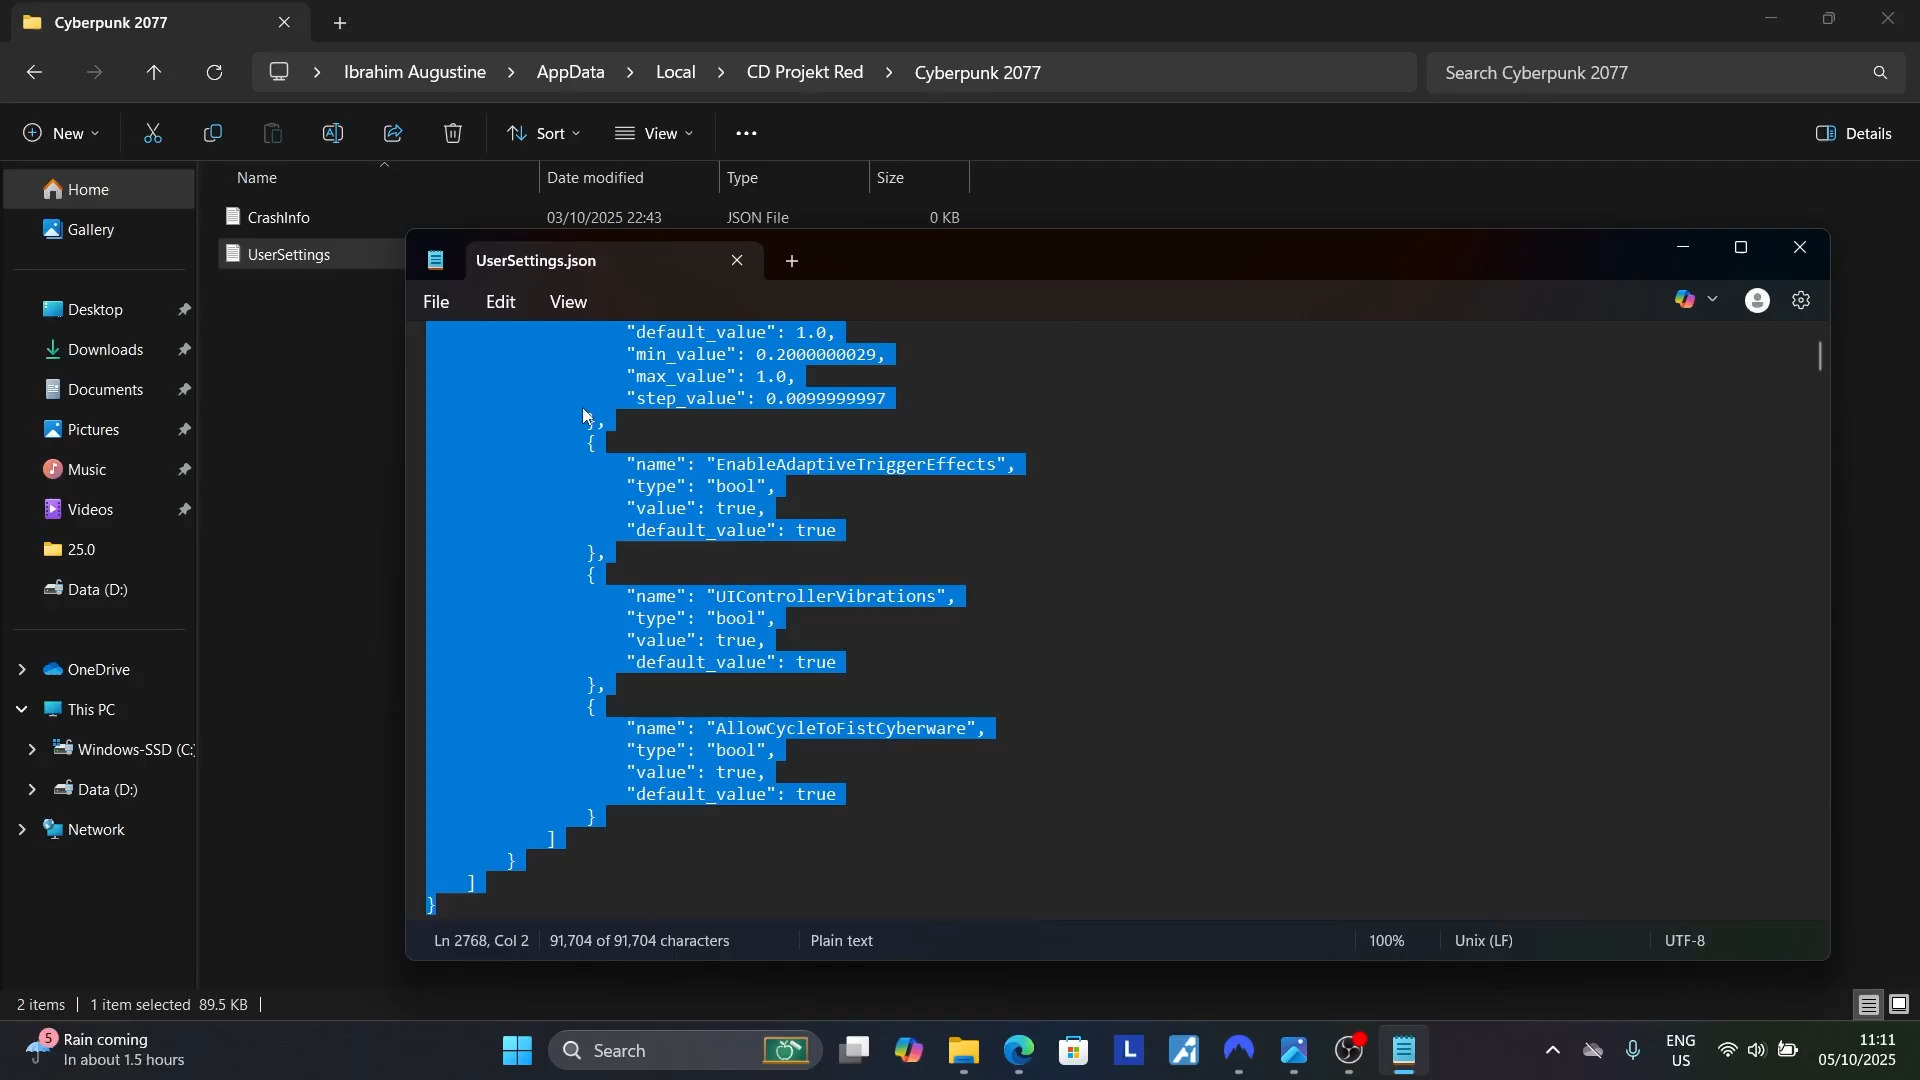 Cyberpunk 2077
Ibrahim Augustine > AppData > Local > CD Projekt Red > Cyberpunk 2077
Search Cyberpunk 2077
New
Sort
View
Details
Name
Date modified
Type
Size
Home
Gallery
Desktop
Downloads
Documents
Pictures
Music
Videos
25.0
Data (D:)
OneDrive
This PC
Windows-SSD (C:)
Data (D:)
Network
CrashInfo 03/10/2025 22:43 JSON File 0 KB
UserSettings
UserSettings.json
File Edit View
"default_value": 1.0,
"min_value": 0.2000000029,
"max_value": 1.0,
"step_value": 0.0099999997
},
{
"name": "EnableAdaptiveTriggerEffects",
"type": "bool",
"value": true,
"default_value": true
},
{
"name": "UIControllerVibrations",
"type": "bool",
"value": true,
"default_value": true
},
{
"name": "AllowCycleToFistCyberware",
"type": "bool",
"value": true,
"default_value": true
}
]
}
]
}
Ln 2768, Col 2
91,704 of 91,704 characters
Plain text
100%
Unix (LF)
UTF-8
2 items
1 item selected 89.5 KB
5
Rain coming
In about 1.5 hours
Search
L
ENG
US
11:11
05/10/2025